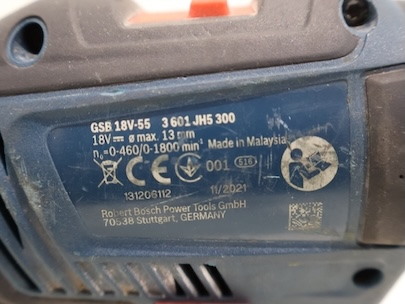 GSB 18V-55 3 601 JH5 300
18V⎓ ø max. 13 mm
n₀=0-460/0-1800 min⁻¹ Made in Malaysia
CE 001 516
131206112 11/2021
Robert Bosch Power Tools GmbH
70538 Stuttgart, GERMANY